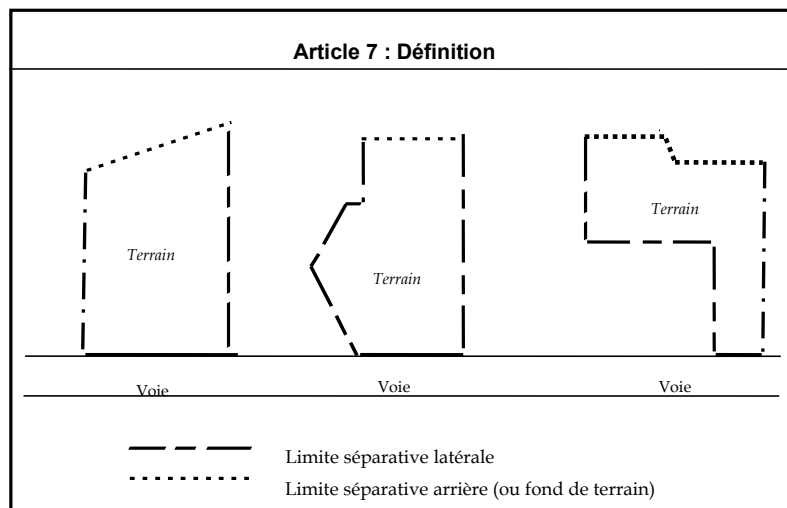 Article 7 : Définition
Terrain
Terrain
Terrain
Voie
Voie
Voie
Limite séparative latérale
Limite séparative arrière (ou fond de terrain)